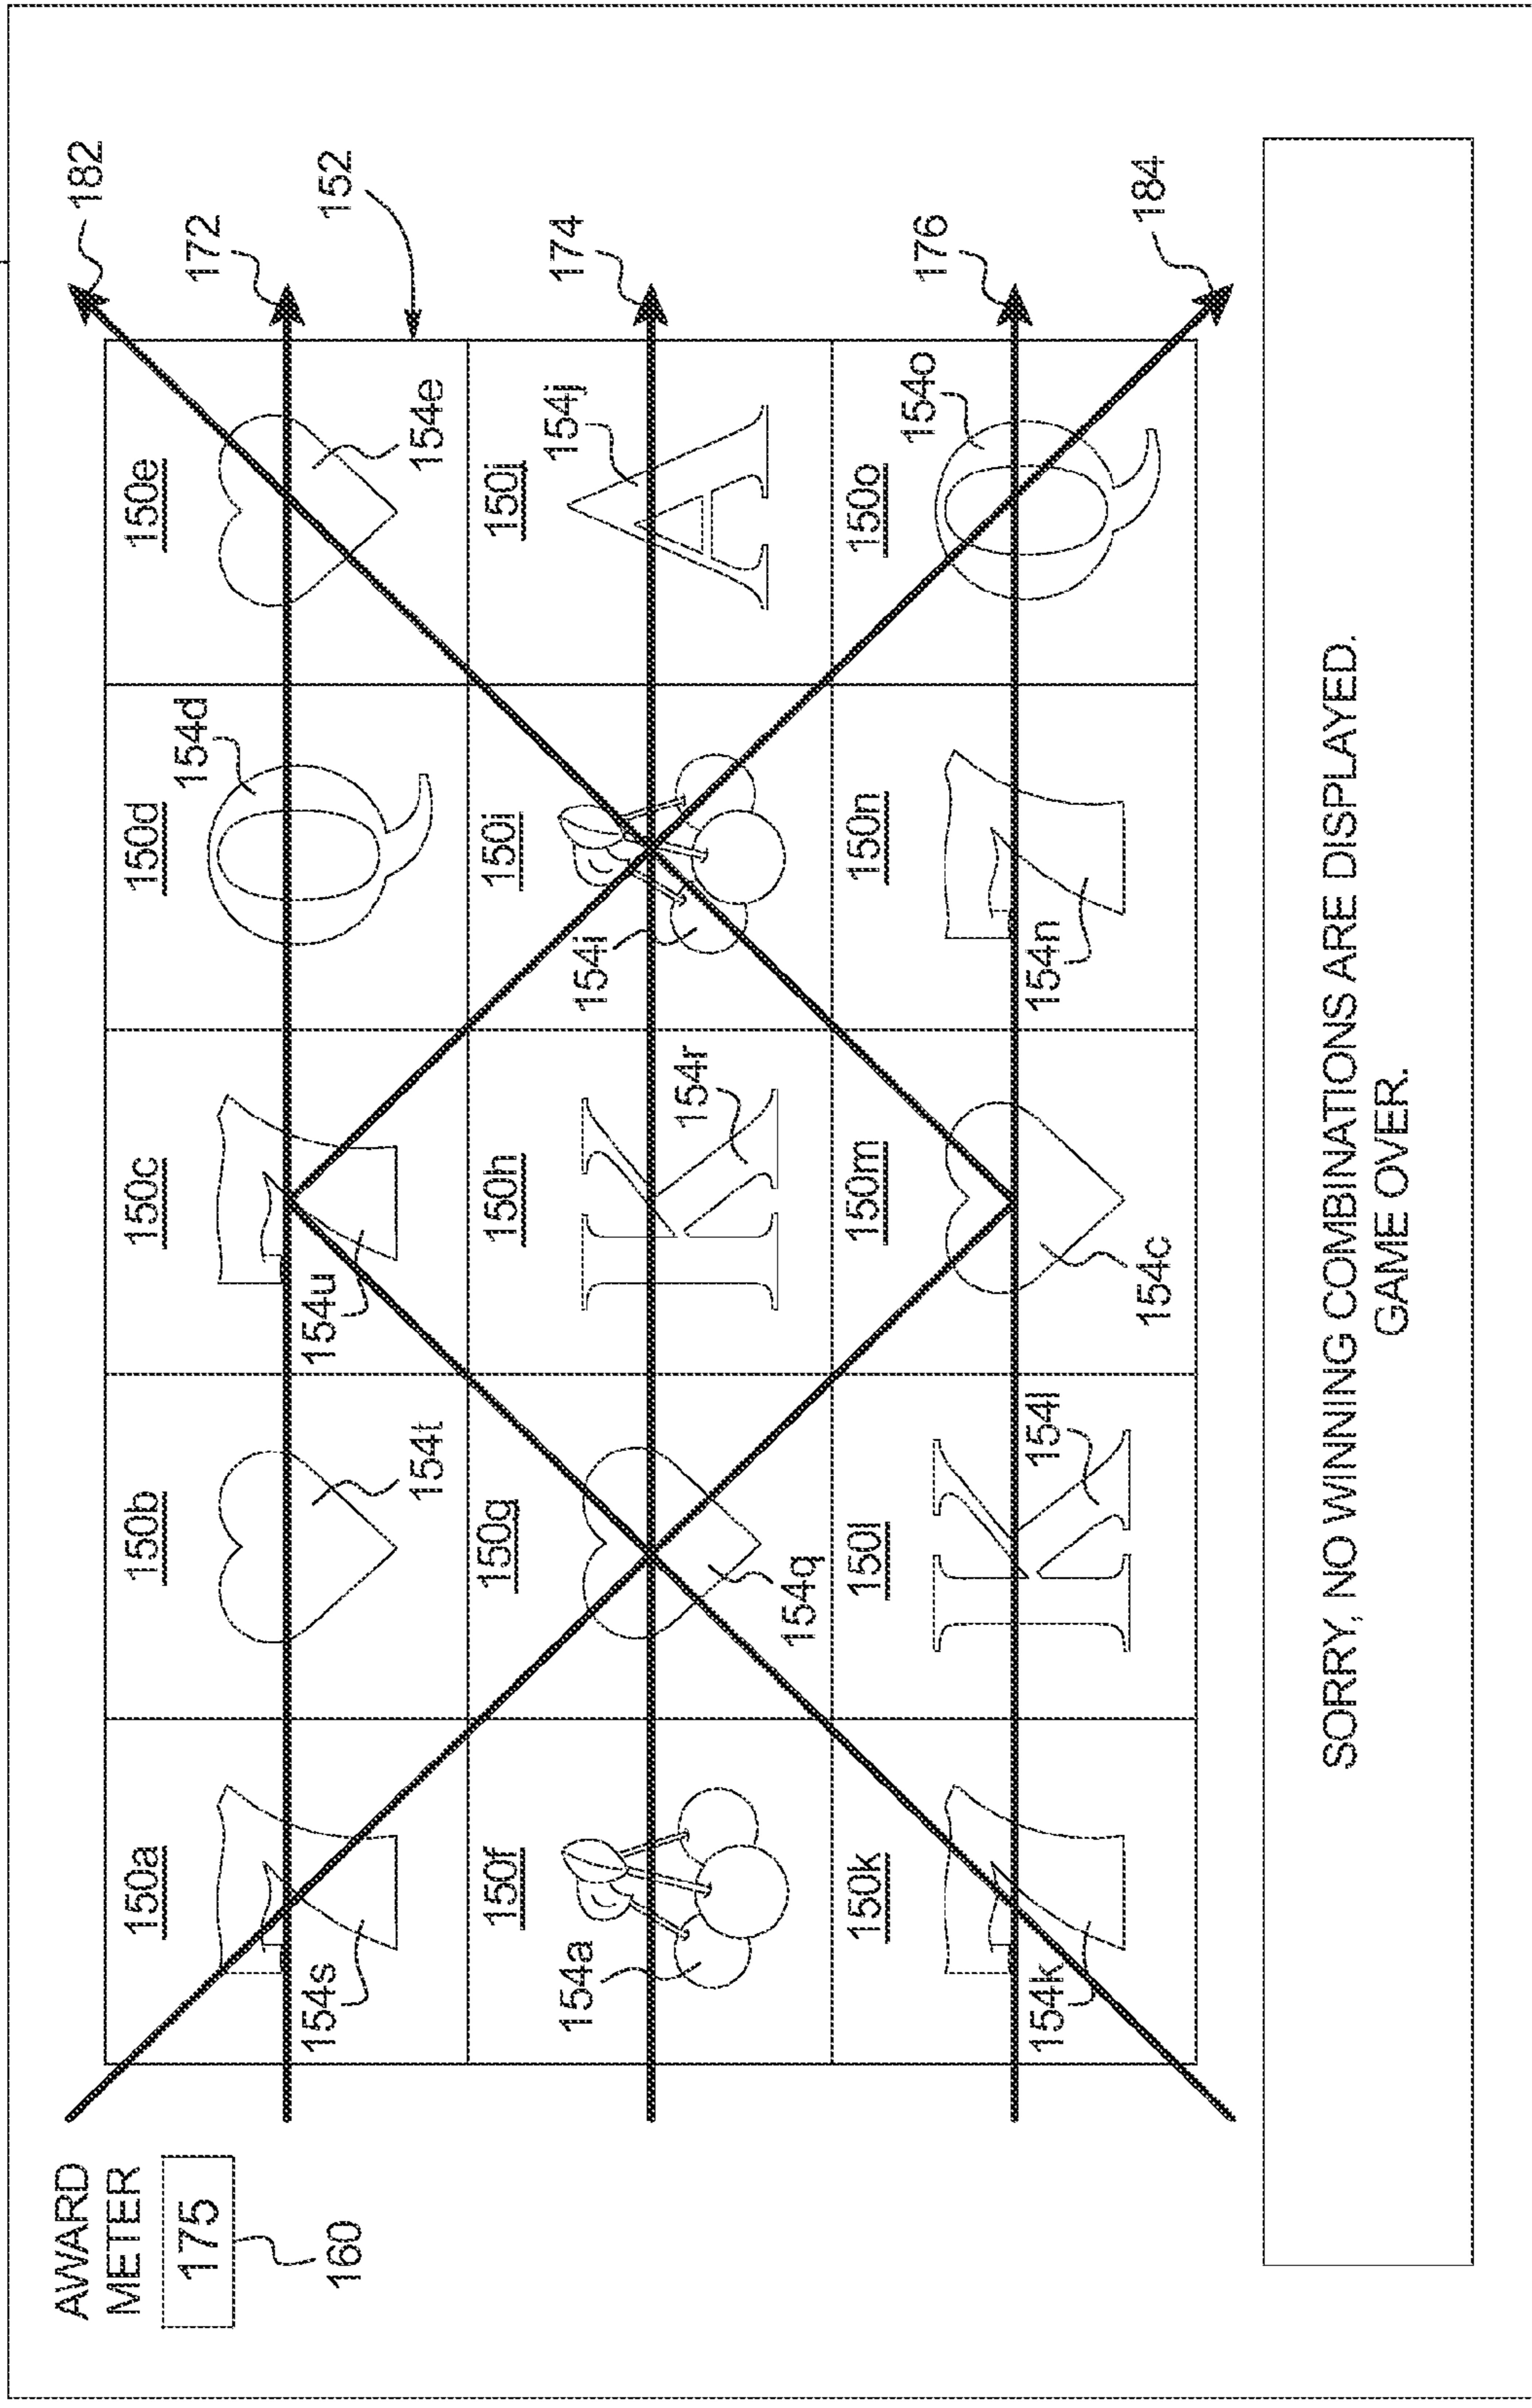 AWARD
METER
175
160
182
172
152
174
176
184
150a
150b
150c
150d
150e
154s
154t
154u
154d
154e
150f
150g
150h
150i
150j
154a
154q
154r
154i
154j
150k
150l
150m
150n
150o
154k
154l
154c
154n
154o
K
A
K
SORRY, NO WINNING COMBINATIONS ARE DISPLAYED.
GAME OVER.